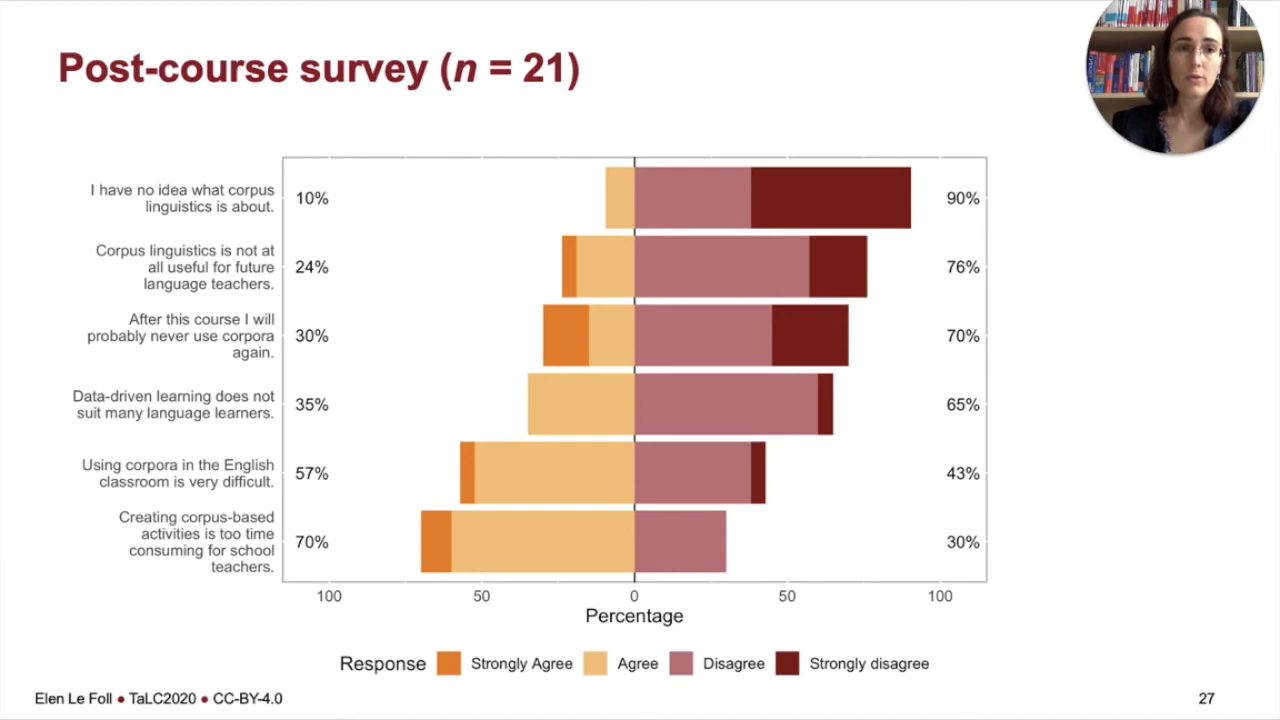 Post-course survey (n = 21)
I have no idea what corpus
linguistics is about.
10%
90%
Corpus linguistics is not at
all useful for future
language teachers.
24%
76%
After this course I will
probably never use corpora
again.
30%
70%
Data-driven learning does not
suit many language learners.
35%
65%
Using corpora in the English
classroom is very difficult.
57%
43%
Creating corpus-based
activities is too time
consuming for school
teachers.
70%
30%
100 50 0 50 100
Percentage
Response Strongly Agree Agree Disagree Strongly disagree
Elen Le Foll • TaLC2020 • CC-BY-4.0
27